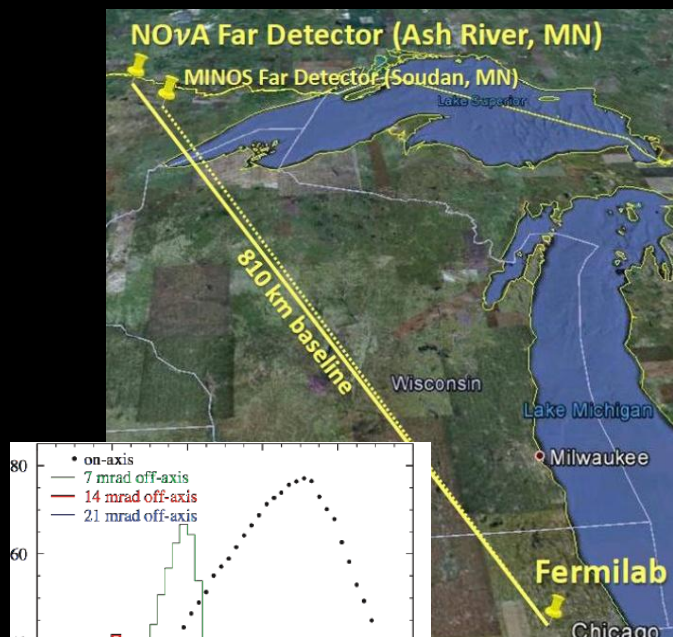 NOνA Far Detector (Ash River, MN)
MINOS Far Detector (Soudan, MN)
Lake Superior
810 km baseline
Wisconsin
Lake Michigan
Milwaukee
Fermilab
Chicago
80
on-axis
7 mrad off-axis
14 mrad off-axis
21 mrad off-axis
60